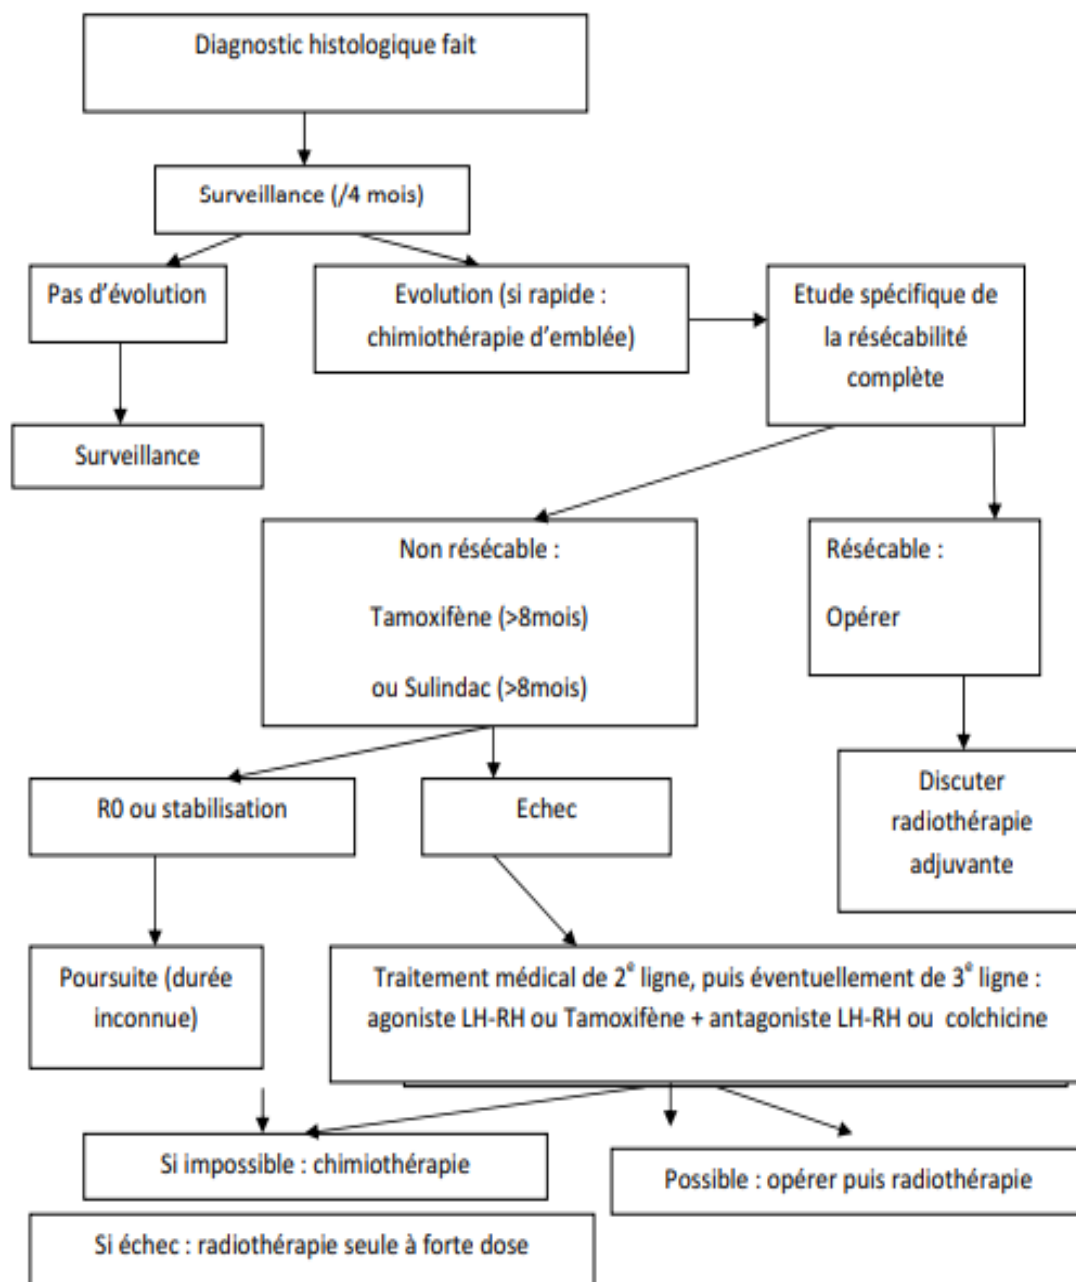 Diagnostic histologique fait
Surveillance (/4 mois)
Pas d'évolution
Evolution (si rapide :
chimiothérapie d'emblée)
Etude spécifique de
la résécabilité
complète
Surveillance
Non résécable :
Tamoxifène (>8mois)
ou Sulindac (>8mois)
Résécable :
Opérer
R0 ou stabilisation
Echec
Discuter
radiothérapie
adjuvante
Poursuite (durée
inconnue)
Traitement médical de 2e ligne, puis éventuellement de 3e ligne :
agoniste LH-RH ou Tamoxifène + antagoniste LH-RH ou colchicine
Si impossible : chimiothérapie
Possible : opérer puis radiothérapie
Si échec : radiothérapie seule à forte dose